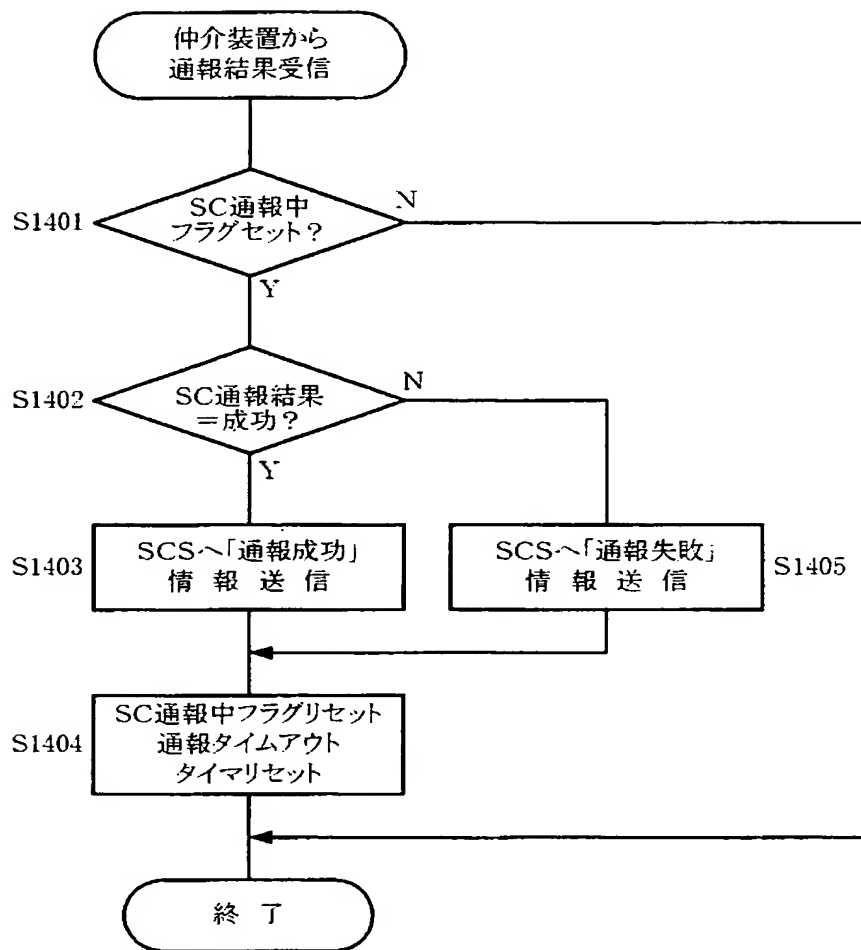 仲介装置から
通報結果受信
S1401
SC通報中
フラグセット？
N
Y
S1402
SC通報結果
＝成功？
N
Y
S1403
SCSへ「通報成功」
情報送信
SCSへ「通報失敗」
情報送信
S1405
S1404
SC通報中フラグリセット
通報タイムアウト
タイマリセット
終了